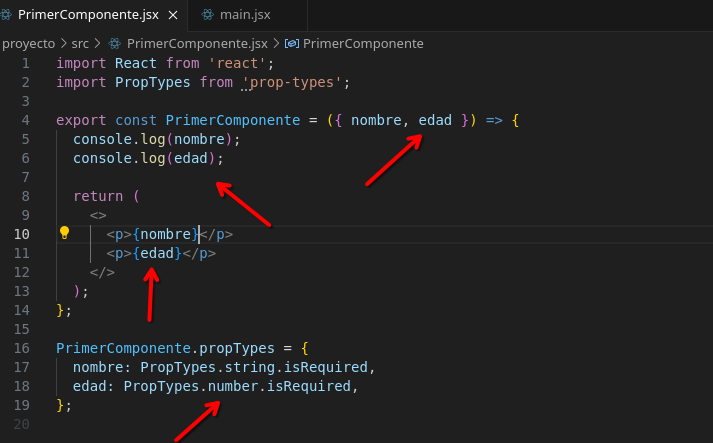 PrimerComponente.jsx × main.jsx
proyecto > src > PrimerComponente.jsx > PrimerComponente
1 import React from 'react';
2 import PropTypes from 'prop-types';
3
4 export const PrimerComponente = ({ nombre, edad }) => {
5 console.log(nombre);
6 console.log(edad);
7
8 return (
9 <>
10 <p>{nombre}</p>
11 <p>{edad}</p>
12 </>
13 );
14 };
15
16 PrimerComponente.propTypes = {
17 nombre: PropTypes.string.isRequired,
18 edad: PropTypes.number.isRequired,
19 };
20